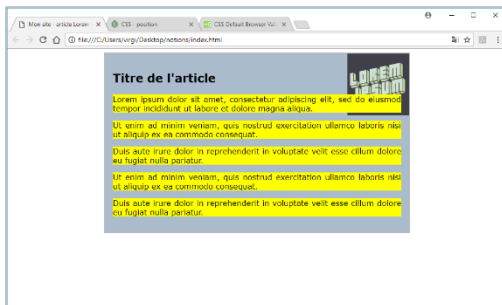 Mon site : article Lorem
CSS - position
CSS Default Browser Val
file:///C:/Users/virgi/Desktop/notions/index.html
LOREM
IPSUM
Titre de l'article
Lorem ipsum dolor sit amet, consectetur adipiscing elit, sed do eiusmod
tempor incididunt ut labore et dolore magna aliqua.
Ut enim ad minim veniam, quis nostrud exercitation ullamco laboris nisi
ut aliquip ex ea commodo consequat.
Duis aute irure dolor in reprehenderit in voluptate velit esse cillum dolore
eu fugiat nulla pariatur.
Ut enim ad minim veniam, quis nostrud exercitation ullamco laboris nisi
ut aliquip ex ea commodo consequat.
Duis aute irure dolor in reprehenderit in voluptate velit esse cillum dolore
eu fugiat nulla pariatur.